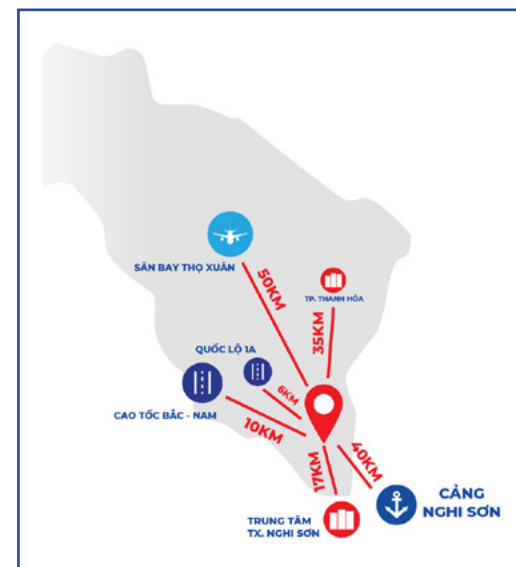 SÂN BAY THỌ XUÂN
50KM
TP. THANH HÓA
35KM
QUỐC LỘ 1A
6KM
CAO TỐC BẮC - NAM
10KM
17KM
40KM
CẢNG
NGHI SƠN
TRUNG TÂM
TX. NGHI SƠN